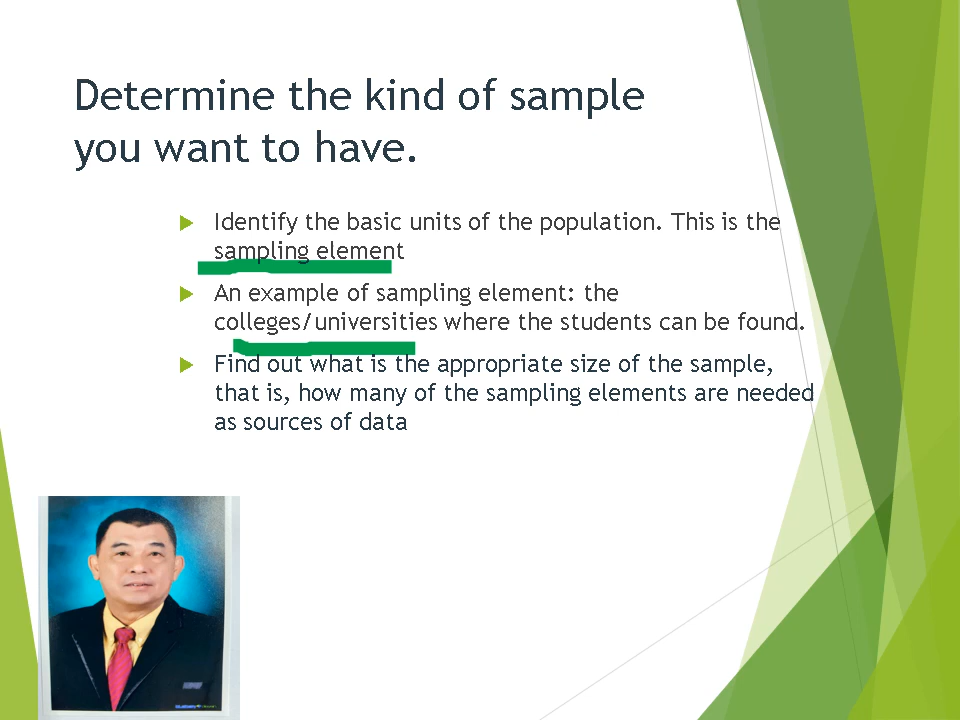 Determine the kind of sample
you want to have.
Identify the basic units of the population. This is the
sampling element
An example of sampling element: the
colleges/universities where the students can be found.
Find out what is the appropriate size of the sample,
that is, how many of the sampling elements are needed
as sources of data